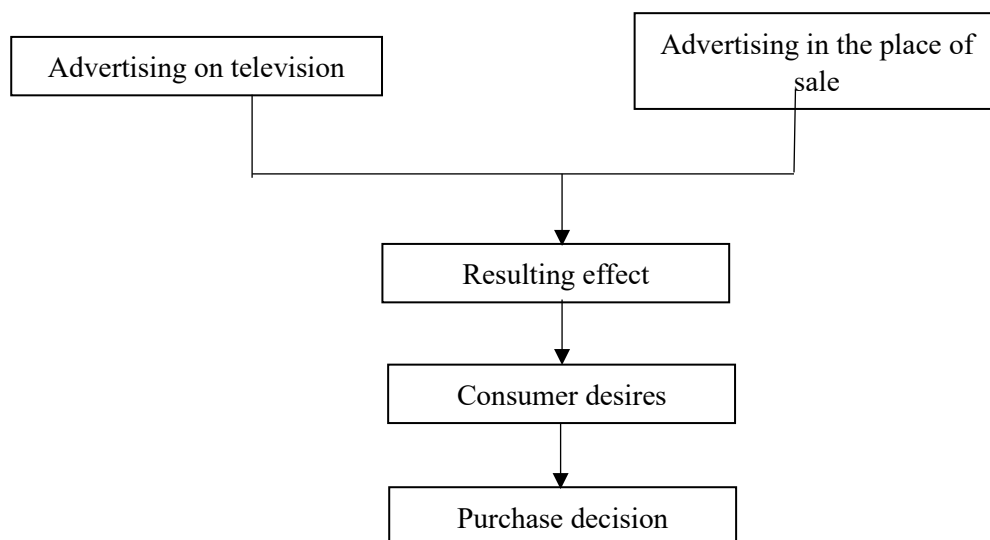 Advertising on television
Advertising in the place of
sale
Resulting effect
Consumer desires
Purchase decision